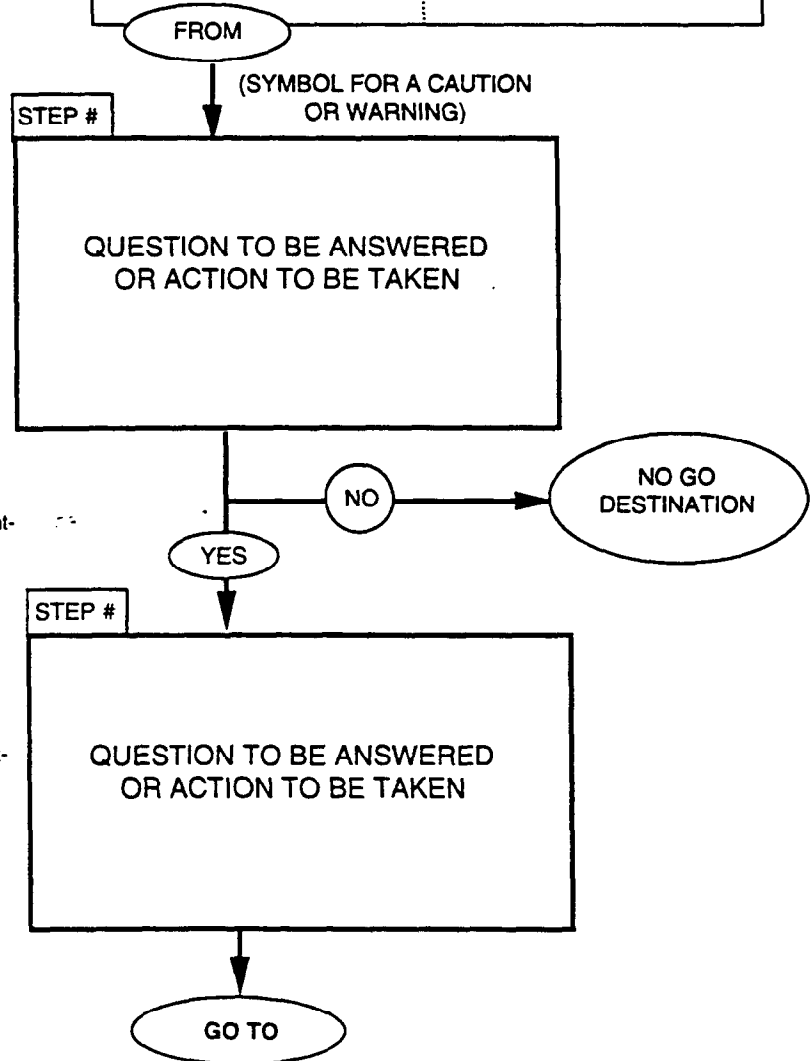 FROM
(SYMBOL FOR A CAUTION
OR WARNING)
STEP #
QUESTION TO BE ANSWERED
OR ACTION TO BE TAKEN
NO
NO GO
DESTINATION
YES
STEP #
QUESTION TO BE ANSWERED
OR ACTION TO BE TAKEN
GO TO